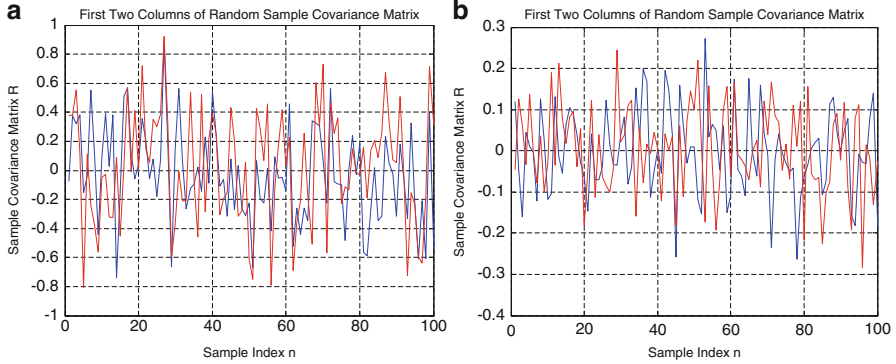 a
First Two Columns of Random Sample Covariance Matrix
Sample Covariance Matrix R
1
0.8
0.6
0.4
0.2
0
-0.2
-0.4
-0.6
-0.8
-1
0 20 40 60 80 100
Sample Index n
b
First Two Columns of Random Sample Covariance Matrix
Sample Covariance Matrix R
0.3
0.2
0.1
0
-0.1
-0.2
-0.3
-0.4
0 20 40 60 80 100
Sample Index n